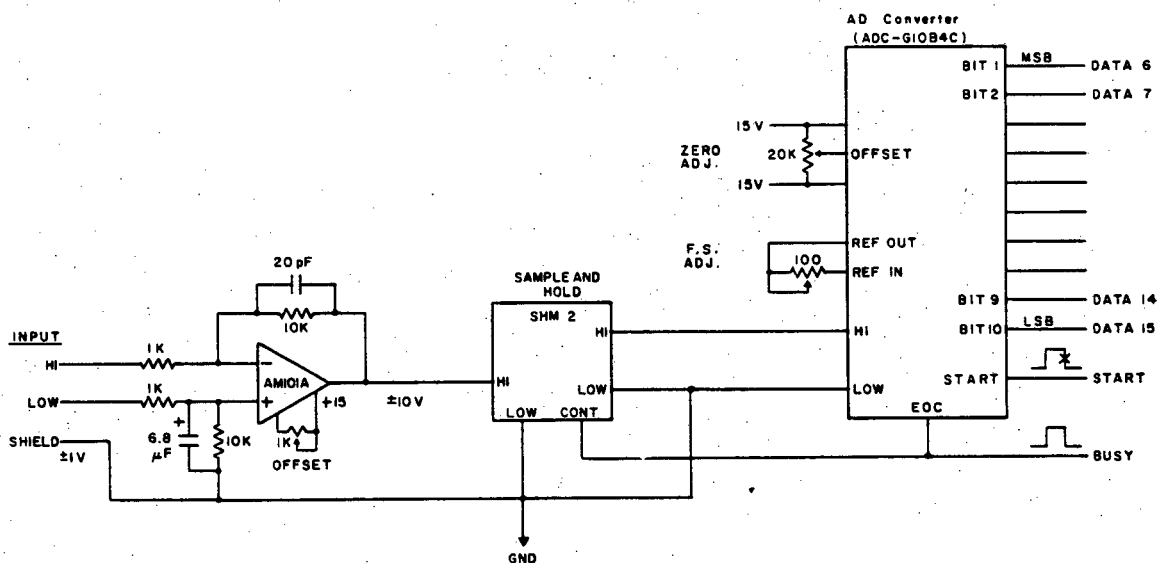 AD Converter
(ADC-G10B4C)
BIT 1 MSB DATA 6
BIT 2 DATA 7
15V
ZERO ADJ.
20K
OFFSET
15V
REF OUT
F.S. ADJ.
100
REF IN
BIT 9 DATA 14
BIT 10 LSB DATA 15
HI
START START
LOW
EOC
BUSY
SAMPLE AND HOLD
SHM 2
HI
HI
LOW
LOW CONT
20 pF
10K
INPUT
HI
1K
1K
LOW
AM101A
+15
±10V
SHIELD
±1V
+
6.8 µF
10K
1K
OFFSET
GND